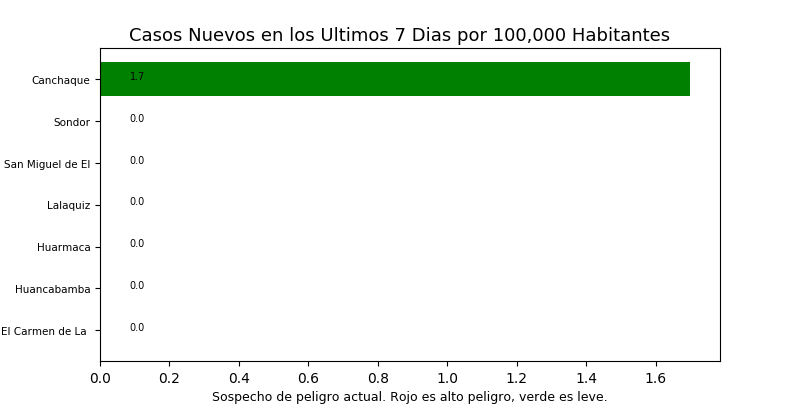 Casos Nuevos en los Ultimos 7 Dias por 100,000 Habitantes
Canchaque 1.7
Sondor 0.0
San Miguel de El 0.0
Lalaquiz 0.0
Huarmaca 0.0
Huancabamba 0.0
El Carmen de La 0.0
0.0 0.2 0.4 0.6 0.8 1.0 1.2 1.4 1.6
Sospecho de peligro actual. Rojo es alto peligro, verde es leve.